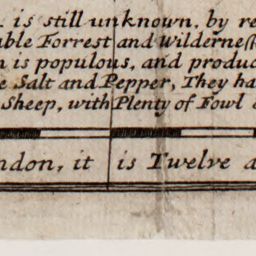 is still unknown. by re
able Forrest and Wilderneſs
is populous, and produc
Salt and Pepper, They ha
Sheep, with Plenty of Fowl
ndon, it is Twelve a